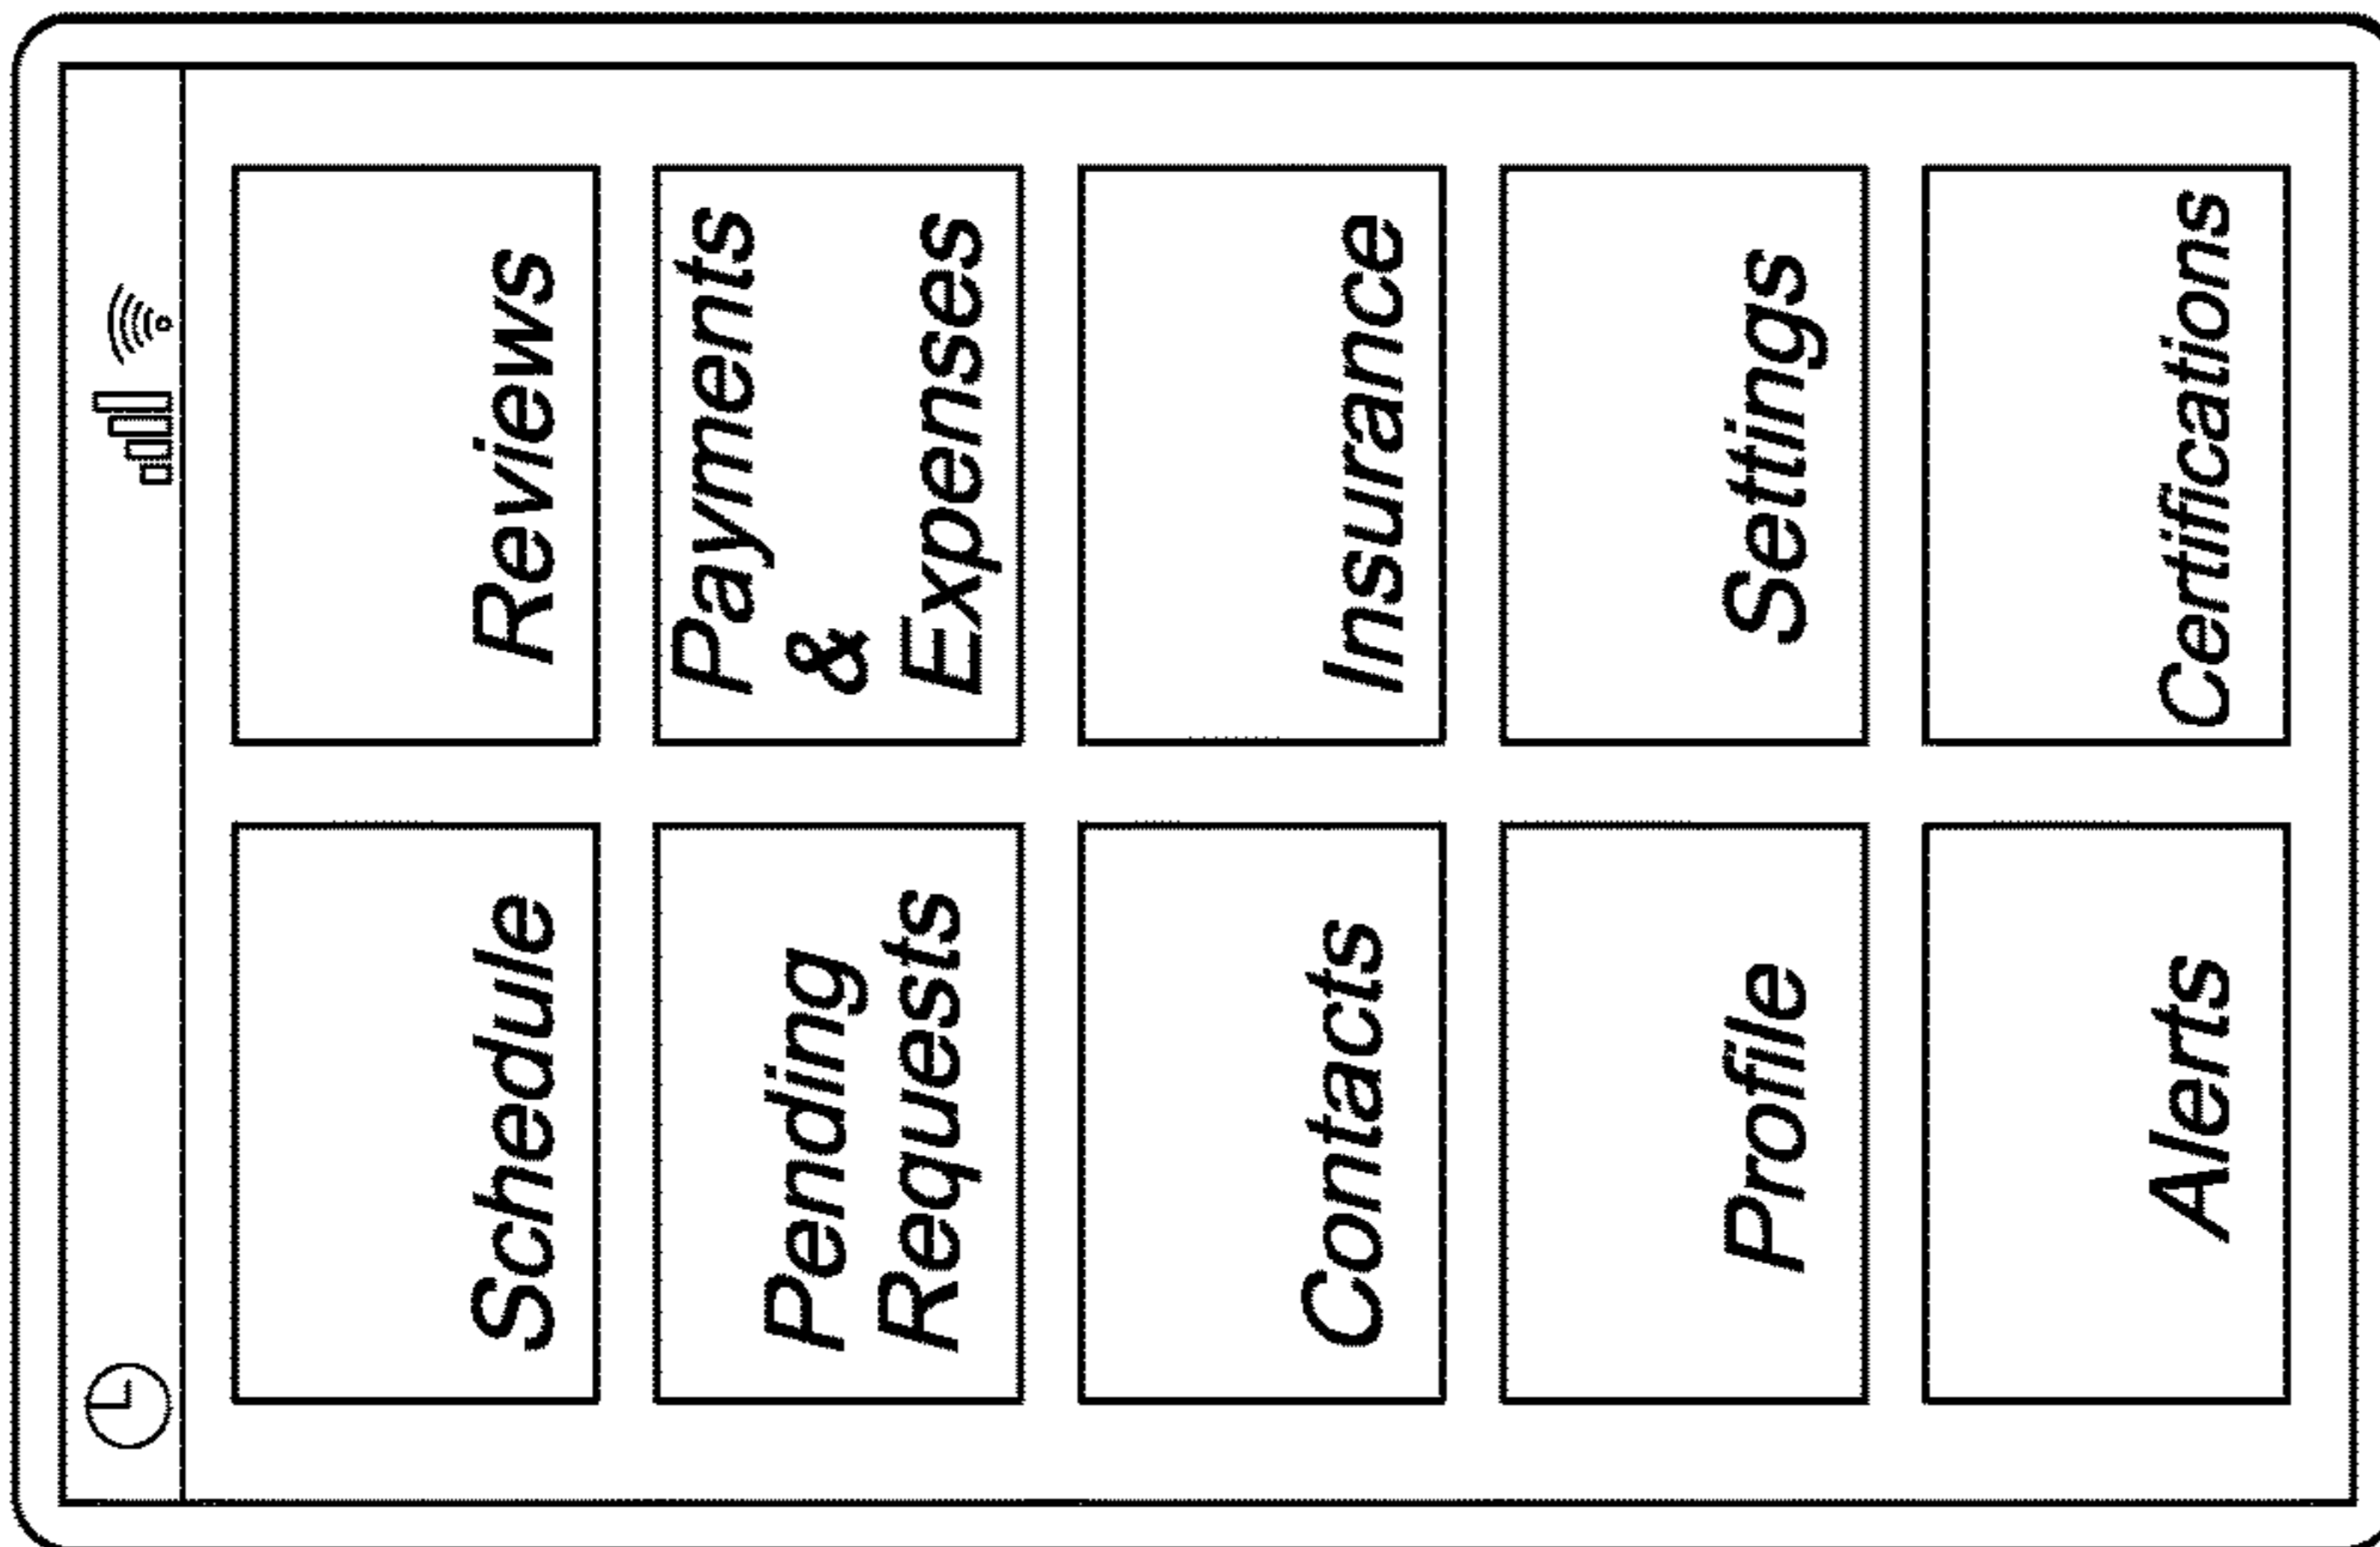 Schedule
Reviews
Pending
Requests
Payments
&
Expenses
Contacts
Insurance
Profile
Settings
Alerts
Certifications